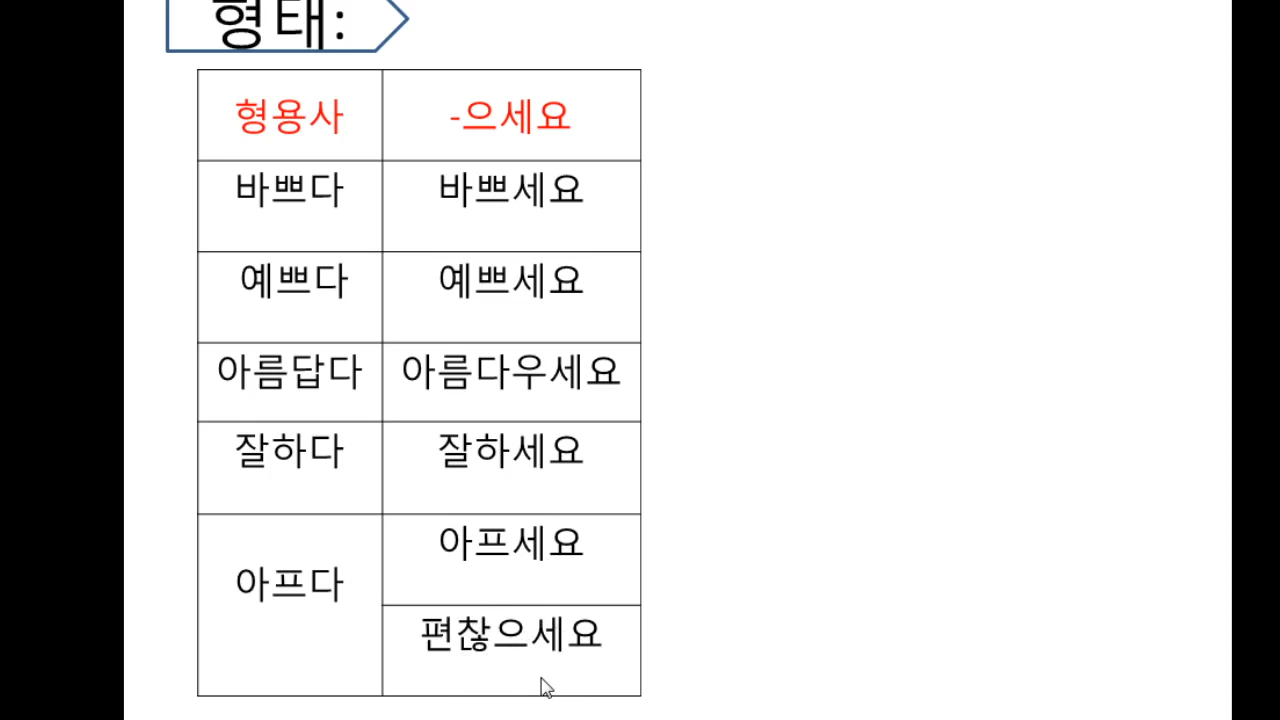 형태:
형용사 -으세요
바쁘다 바쁘세요
예쁘다 예쁘세요
아름답다 아름다우세요
잘하다 잘하세요
아프다 아프세요
편찮으세요